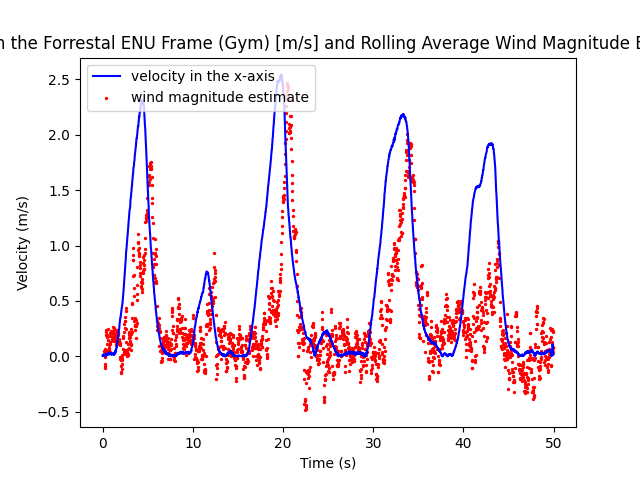 the Forrestal ENU Frame (Gym) [m/s] and Rolling Average Wind Magnitude
velocity in the x-axis
wind magnitude estimate
2.5
2.0
1.5
1.0
0.5
0.0
−0.5
Velocity (m/s)
0 10 20 30 40 50
Time (s)